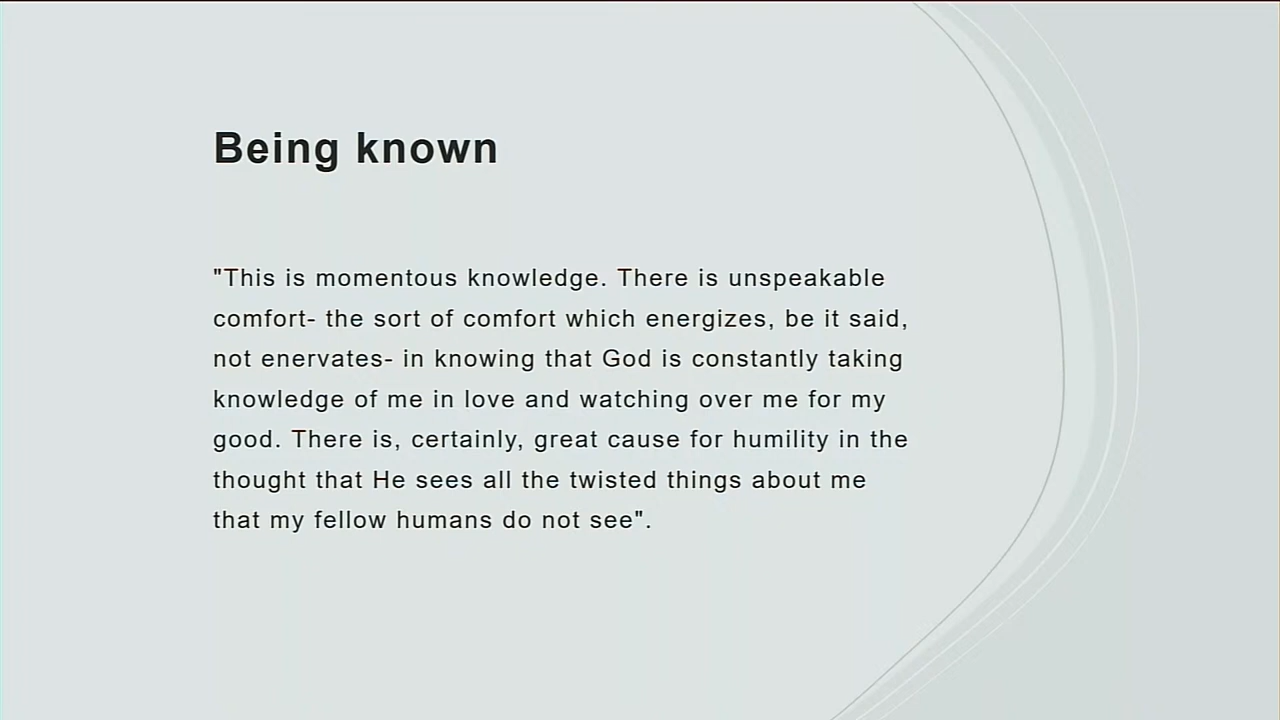 Being known
"This is momentous knowledge. There is unspeakable
comfort- the sort of comfort which energizes, be it said,
not enervates- in knowing that God is constantly taking
knowledge of me in love and watching over me for my
good. There is, certainly, great cause for humility in the
thought that He sees all the twisted things about me
that my fellow humans do not see".